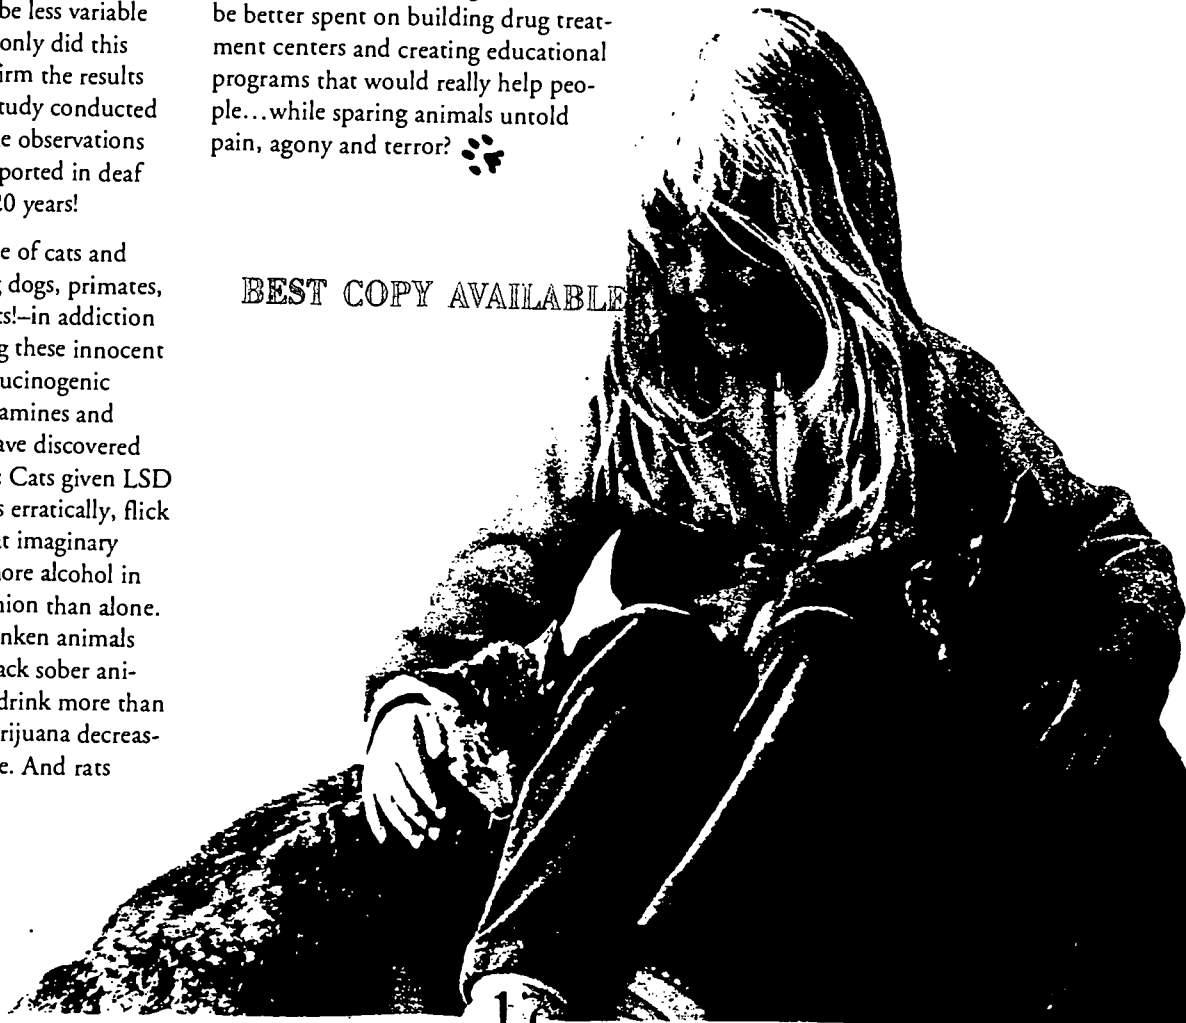 be less variable
only did this
irm the results
tudy conducted
e observations
ported in deaf
20 years!
e of cats and
g dogs, primates,
ts!–in addiction
g these innocent
ucinogenic
amines and
ave discovered
: Cats given LSD
s erratically, flick
at imaginary
ore alcohol in
nion than alone.
nken animals
ack sober ani-
drink more than
rijuana decreas-
e. And rats
be better spent on building drug treat-
ment centers and creating educational
programs that would really help peo-
ple...while sparing animals untold
pain, agony and terror?
BEST COPY AVAILABLE